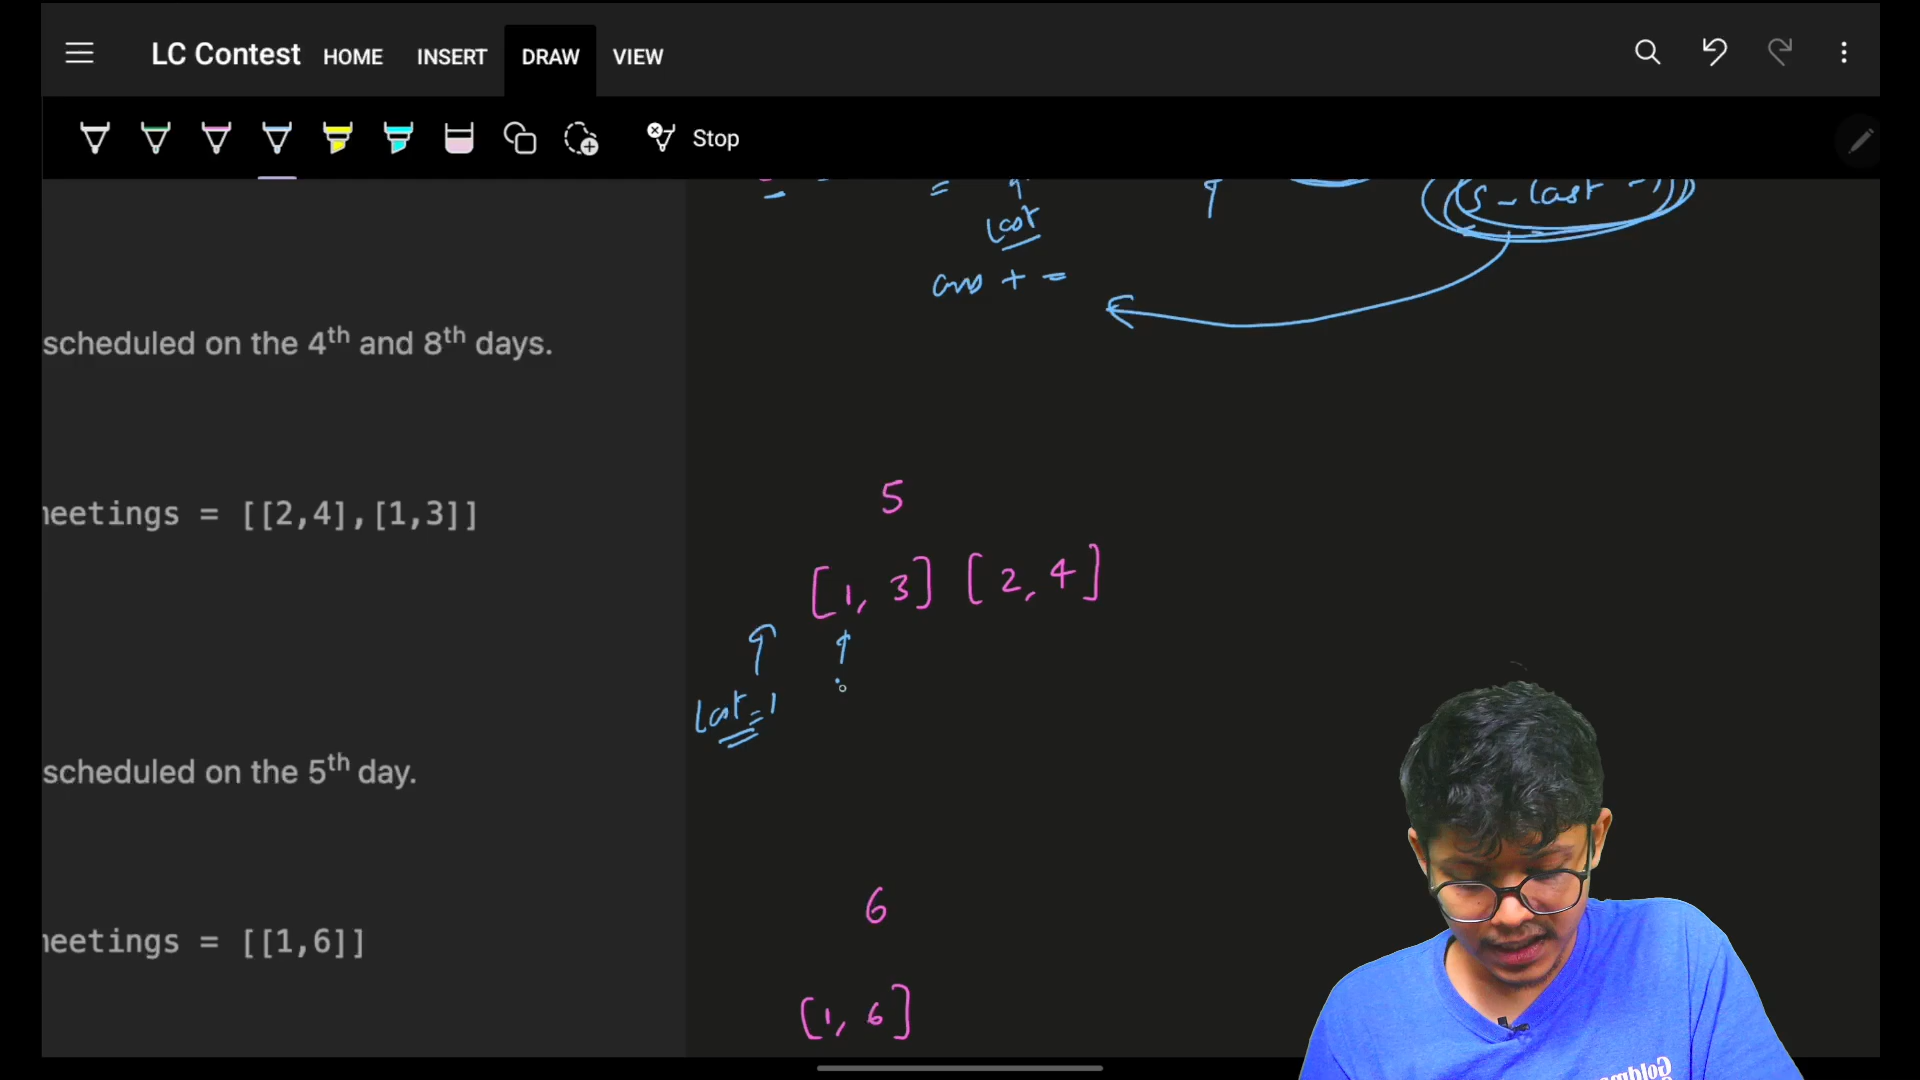 LC Contest HOME INSERT DRAW VIEW
Stop
(s - last - 1)
last
ans + =
scheduled on the 4th and 8th days.
5
neetings = [[2,4],[1,3]]
[1, 3] [2, 4]
last = 1
scheduled on the 5th day.
6
neetings = [[1,6]]
[1, 6]